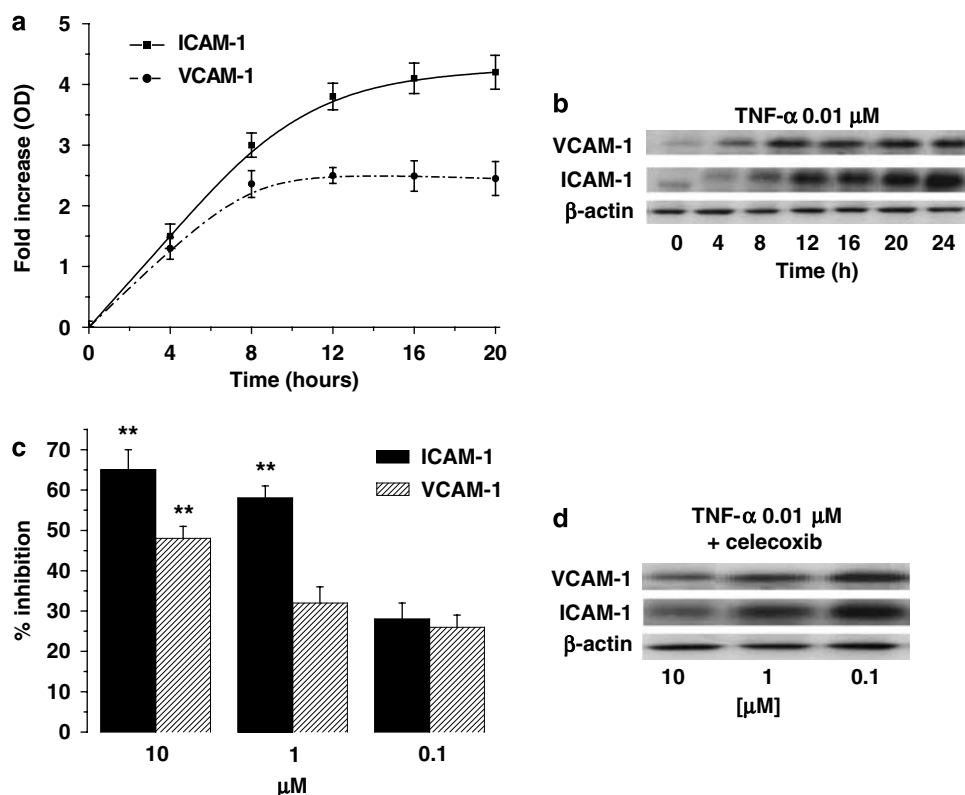 a
5
4
3
2
1
0
Fold increase (OD)
ICAM-1
VCAM-1
0 4 8 12 16 20
Time (hours)
b
TNF-α 0.01 μM
VCAM-1
ICAM-1
β-actin
0 4 8 12 16 20 24
Time (h)
c
70
60
50
40
30
20
10
0
% inhibition
** ** **
ICAM-1
VCAM-1
10 1 0.1
μM
d
TNF-α 0.01 μM
+ celecoxib
VCAM-1
ICAM-1
β-actin
10 1 0.1
[μM]